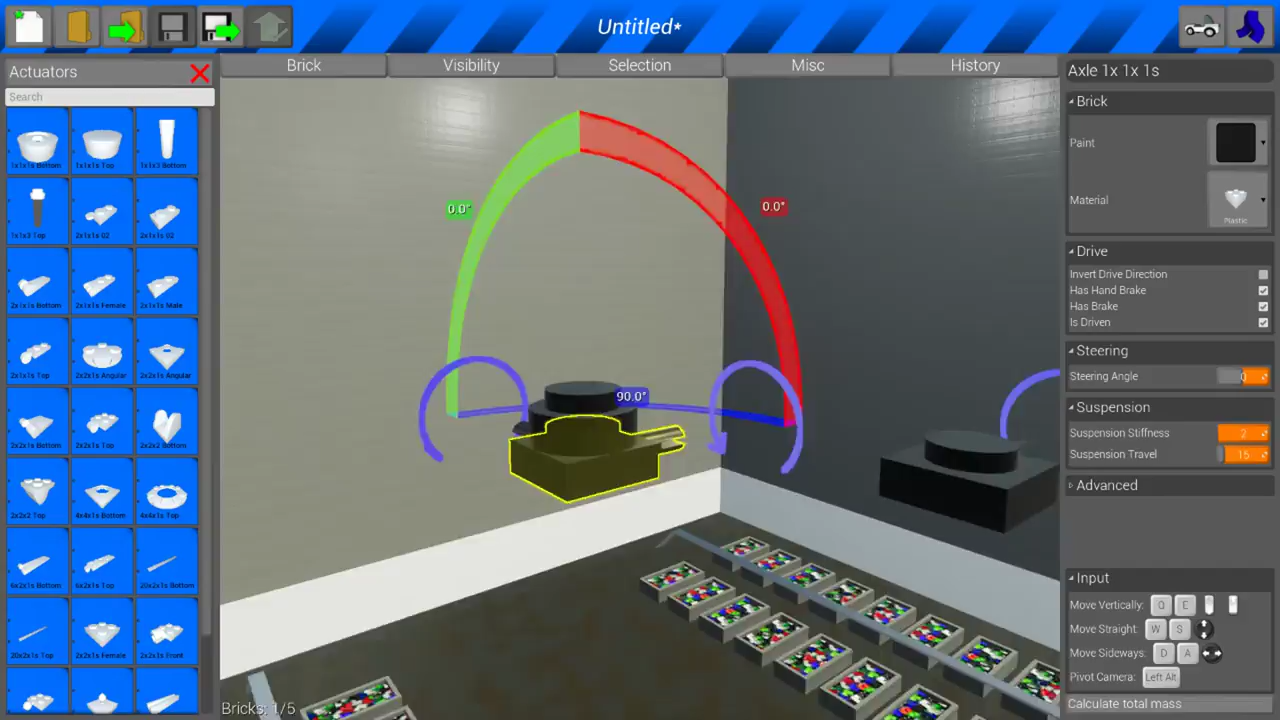 Untitled*
Actuators
Search
1x1x1s Bottom
1x1x1s Top
1x1x3 Bottom
1x1x3 Top
2x1x1s 02
2x1x1s 02
2x1x1s Bottom
2x1x1s Female
2x1x1s Male
2x1x1s Top
2x2x1s Angular
2x2x1s Angular
2x2x1s Bottom
2x2x1s Top
2x2x2 Bottom
2x2x2 Top
4x4x1s Bottom
4x4x1s Top
6x2x1s Bottom
6x2x1s Top
20x2x1s Bottom
20x2x1s Top
2x2x1s Female
2x2x1s Front
Brick
Visibility
Selection
Misc
History
0.0°
0.0°
90.0°
Bricks: 1/5
Axle 1x 1x 1s
Brick
Paint
Material
Plastic
Drive
Invert Drive Direction
Has Hand Brake
Has Brake
Is Driven
Steering
Steering Angle 0
Suspension
Suspension Stiffness 2
Suspension Travel 15
Advanced
Input
Move Vertically: Q E
Move Straight: W S
Move Sideways: D A
Pivot Camera: Left Alt
Calculate total mass